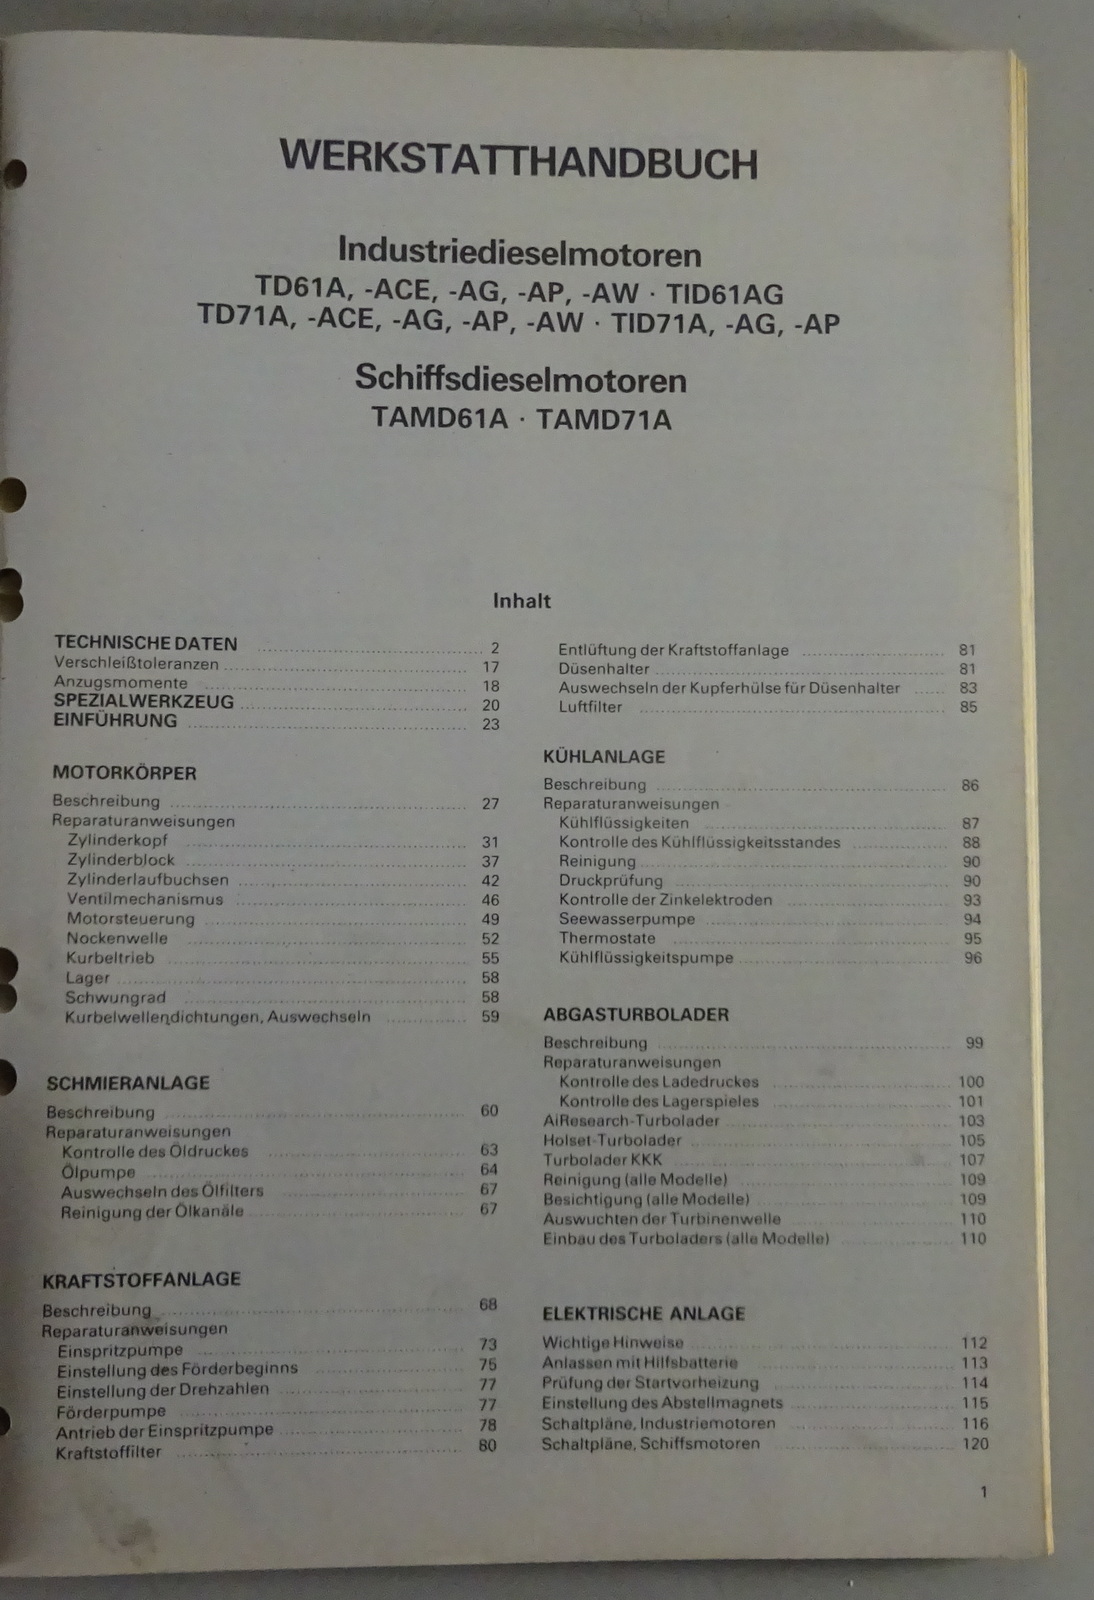 WERKSTATTHANDBUCH
Industriedieselmotoren
TD61A, -ACE, -AG, -AP, -AW · TID61AG
TD71A, -ACE, -AG, -AP, -AW · TID71A, -AG, -AP
Schiffsdieselmotoren
TAMD61A · TAMD71A
Inhalt
TECHNISCHE DATEN 2
Verschleißtoleranzen 17
Anzugsmomente 18
SPEZIALWERKZEUG 20
EINFÜHRUNG 23
MOTORKÖRPER
Beschreibung 27
Reparaturanweisungen
Zylinderkopf 31
Zylinderblock 37
Zylinderlaufbuchsen 42
Ventilmechanismus 46
Motorsteuerung 49
Nockenwelle 52
Kurbeltrieb 55
Lager 58
Schwungrad 58
Kurbelwellendichtungen, Auswechseln 59
SCHMIERANLAGE
Beschreibung 60
Reparaturanweisungen
Kontrolle des Öldruckes 63
Ölpumpe 64
Auswechseln des Ölfilters 67
Reinigung der Ölkanäle 67
KRAFTSTOFFANLAGE
Beschreibung 68
Reparaturanweisungen
Einspritzpumpe 73
Einstellung des Förderbeginns 75
Einstellung der Drehzahlen 77
Förderpumpe 77
Antrieb der Einspritzpumpe 78
Kraftstoffilter 80
Entlüftung der Kraftstoffanlage 81
Düsenhalter 81
Auswechseln der Kupferhülse für Düsenhalter 83
Luftfilter 85
KÜHLANLAGE
Beschreibung 86
Reparaturanweisungen
Kühlflüssigkeiten 87
Kontrolle des Kühlflüssigkeitsstandes 88
Reinigung 90
Druckprüfung 90
Kontrolle der Zinkelektroden 93
Seewasserpumpe 94
Thermostate 95
Kühlflüssigkeitspumpe 96
ABGASTURBOLADER
Beschreibung 99
Reparaturanweisungen
Kontrolle des Ladedruckes 100
Kontrolle des Lagerspieles 101
AiResearch-Turbolader 103
Holset-Turbolader 105
Turbolader KKK 107
Reinigung (alle Modelle) 109
Besichtigung (alle Modelle) 109
Auswuchten der Turbinenwelle 110
Einbau des Turboladers (alle Modelle) 110
ELEKTRISCHE ANLAGE
Wichtige Hinweise 112
Anlassen mit Hilfsbatterie 113
Prüfung der Startvorheizung 114
Einstellung des Abstellmagnets 115
Schaltpläne, Industriemotoren 116
Schaltpläne, Schiffsmotoren 120
1